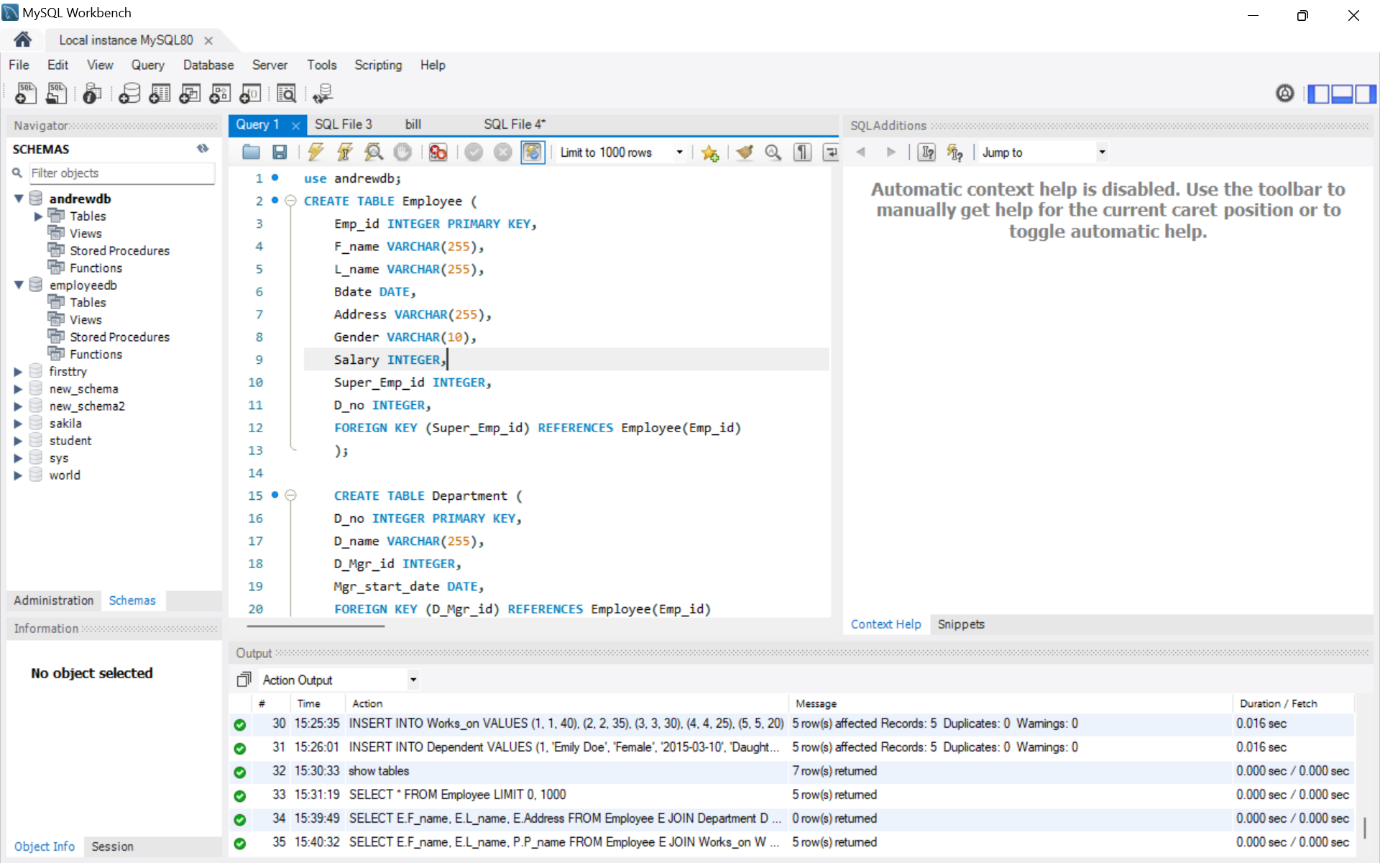 MySQL Workbench
Local instance MySQL80
File Edit View Query Database Server Tools Scripting Help
Navigator
SCHEMAS
Filter objects
andrewdb
Tables
Views
Stored Procedures
Functions
employeedb
Tables
Views
Stored Procedures
Functions
firsttry
new_schema
new_schema2
sakila
student
sys
world
Administration Schemas
Information
No object selected
Object Info Session
Query 1 SQL File 3 bill SQL File 4*
Limit to 1000 rows
1 use andrewdb;
2 CREATE TABLE Employee (
3 Emp_id INTEGER PRIMARY KEY,
4 F_name VARCHAR(255),
5 L_name VARCHAR(255),
6 Bdate DATE,
7 Address VARCHAR(255),
8 Gender VARCHAR(10),
9 Salary INTEGER,
10 Super_Emp_id INTEGER,
11 D_no INTEGER,
12 FOREIGN KEY (Super_Emp_id) REFERENCES Employee(Emp_id)
13 );
14
15 CREATE TABLE Department (
16 D_no INTEGER PRIMARY KEY,
17 D_name VARCHAR(255),
18 D_Mgr_id INTEGER,
19 Mgr_start_date DATE,
20 FOREIGN KEY (D_Mgr_id) REFERENCES Employee(Emp_id)
SQLAdditions
Jump to
Automatic context help is disabled. Use the toolbar to
manually get help for the current caret position or to
toggle automatic help.
Context Help Snippets
Output
Action Output
# Time Action Message Duration / Fetch
30 15:25:35 INSERT INTO Works_on VALUES (1, 1, 40), (2, 2, 35), (3, 3, 30), (4, 4, 25), (5, 5, 20) 5 row(s) affected Records: 5 Duplicates: 0 Warnings: 0 0.016 sec
31 15:26:01 INSERT INTO Dependent VALUES (1, 'Emily Doe', 'Female', '2015-03-10', 'Daught... 5 row(s) affected Records: 5 Duplicates: 0 Warnings: 0 0.016 sec
32 15:30:33 show tables 7 row(s) returned 0.000 sec / 0.000 sec
33 15:31:19 SELECT * FROM Employee LIMIT 0, 1000 5 row(s) returned 0.000 sec / 0.000 sec
34 15:39:49 SELECT E.F_name, E.L_name, E.Address FROM Employee E JOIN Department D ... 0 row(s) returned 0.000 sec / 0.000 sec
35 15:40:32 SELECT E.F_name, E.L_name, P.P_name FROM Employee E JOIN Works_on W ... 5 row(s) returned 0.000 sec / 0.000 sec